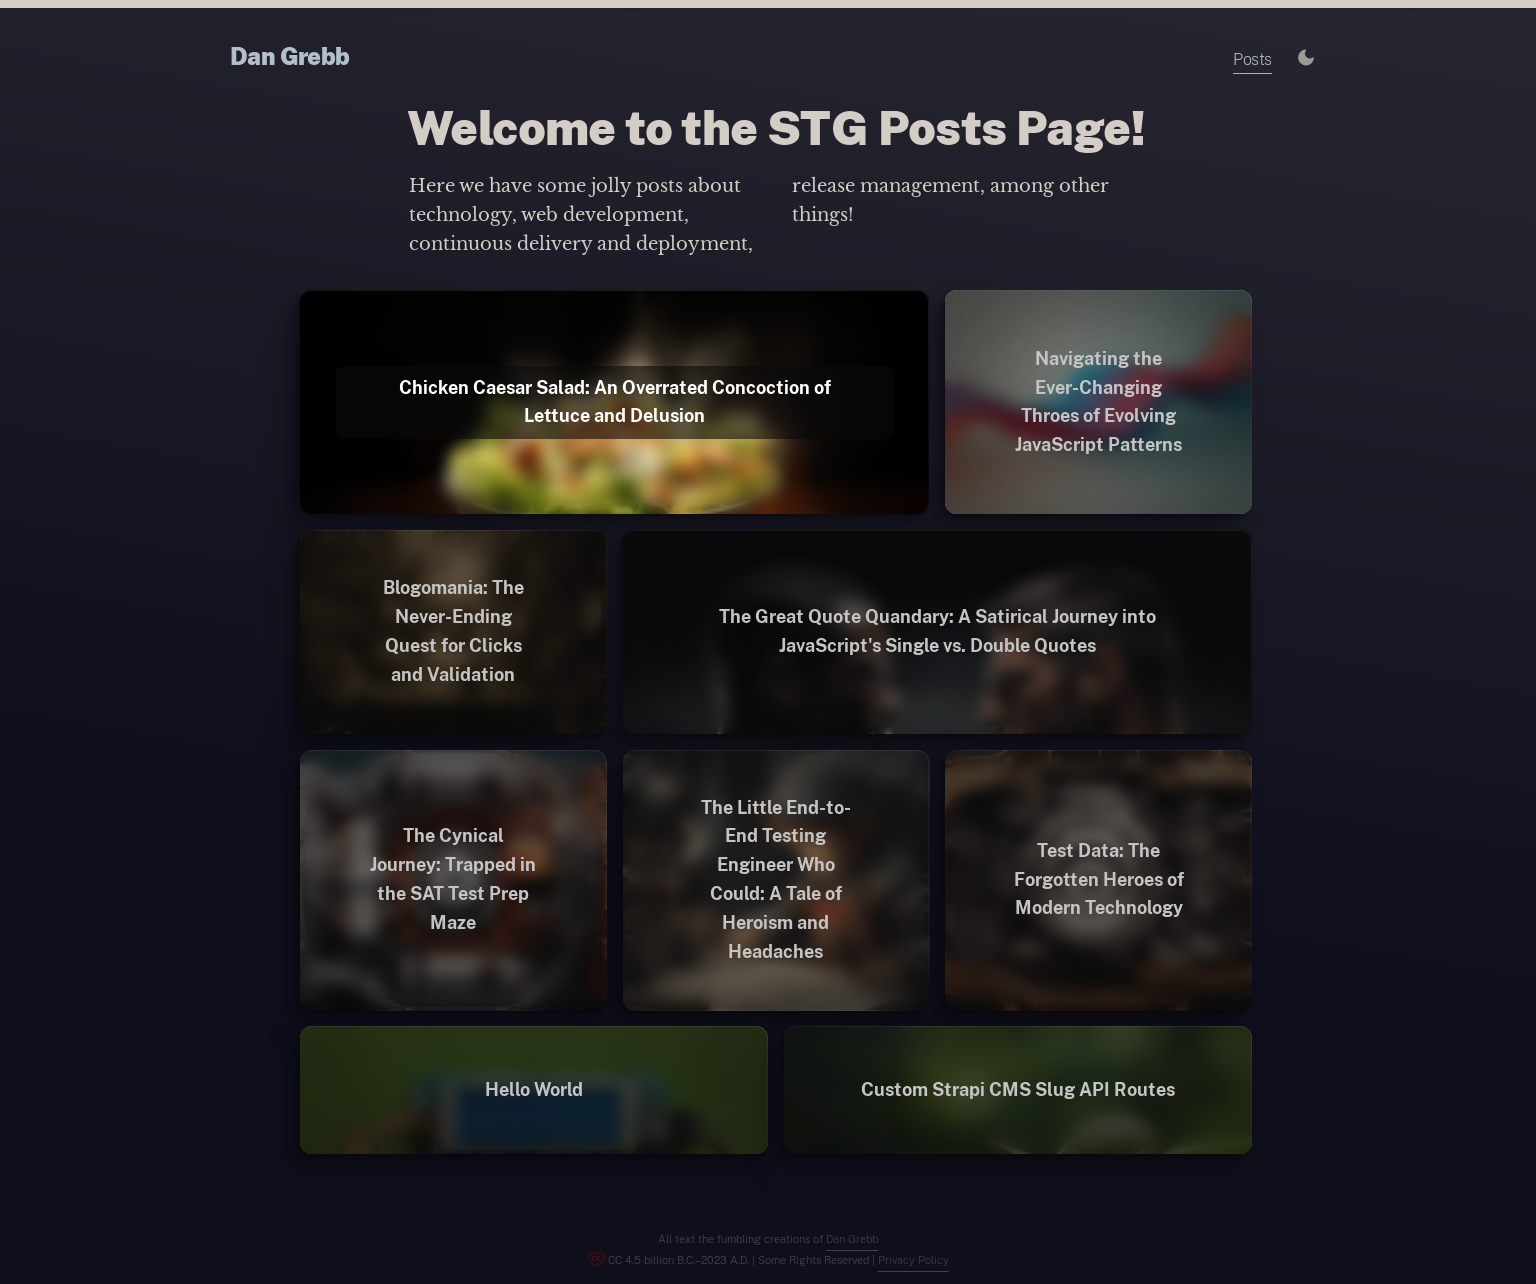 Dan Grebb
Posts
Welcome to the STG Posts Page!
Here we have some jolly posts about
technology, web development,
continuous delivery and deployment,
release management, among other
things!
Chicken Caesar Salad: An Overrated Concoction of
Lettuce and Delusion
Navigating the
Ever-Changing
Throes of Evolving
JavaScript Patterns
Blogomania: The
Never-Ending
Quest for Clicks
and Validation
The Great Quote Quandary: A Satirical Journey into
JavaScript's Single vs. Double Quotes
The Cynical
Journey: Trapped in
the SAT Test Prep
Maze
The Little End-to-
End Testing
Engineer Who
Could: A Tale of
Heroism and
Headaches
Test Data: The
Forgotten Heroes of
Modern Technology
Hello World
Custom Strapi CMS Slug API Routes
All text the fumbling creations of Dan Grebb
CC 4.5 billion B.C.–2023 A.D. | Some Rights Reserved | Privacy Policy